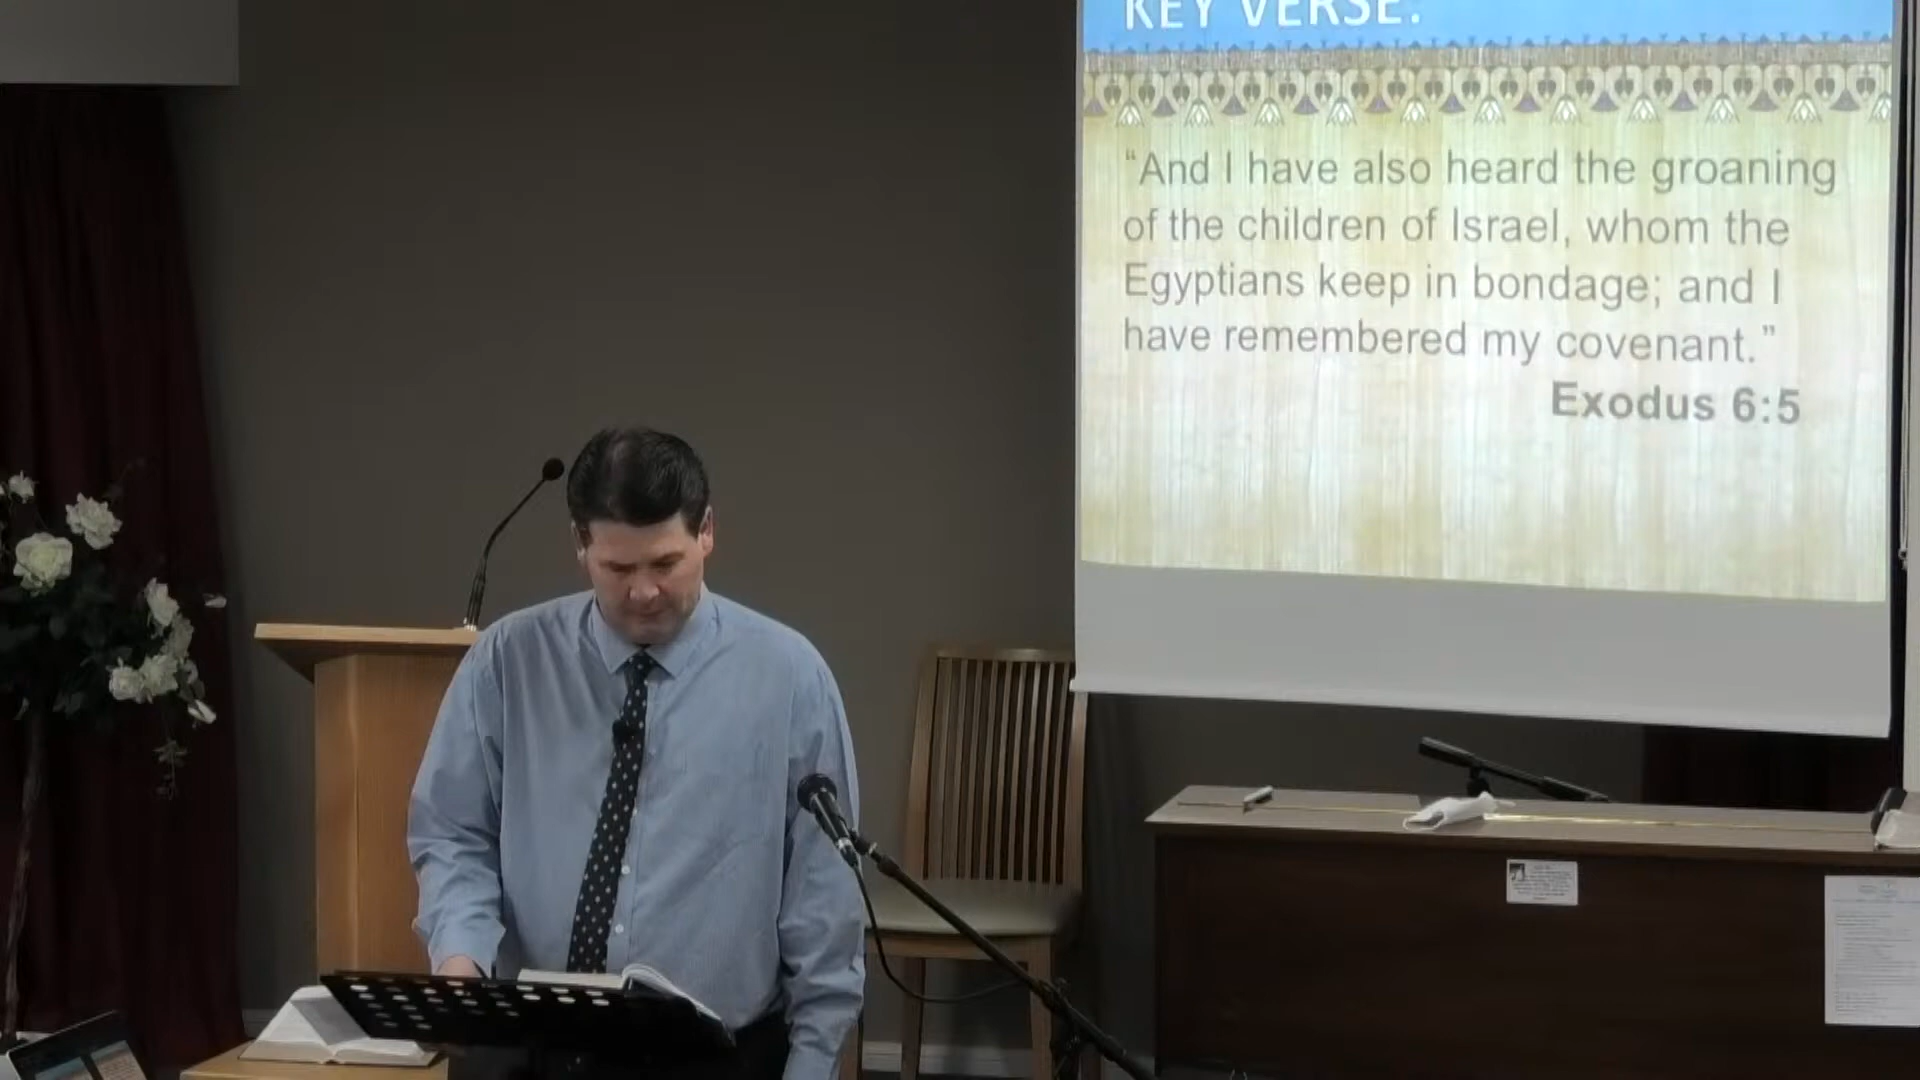 KEY VERSE:
“And I have also heard the groaning
of the children of Israel, whom the
Egyptians keep in bondage; and I
have remembered my covenant.”
Exodus 6:5